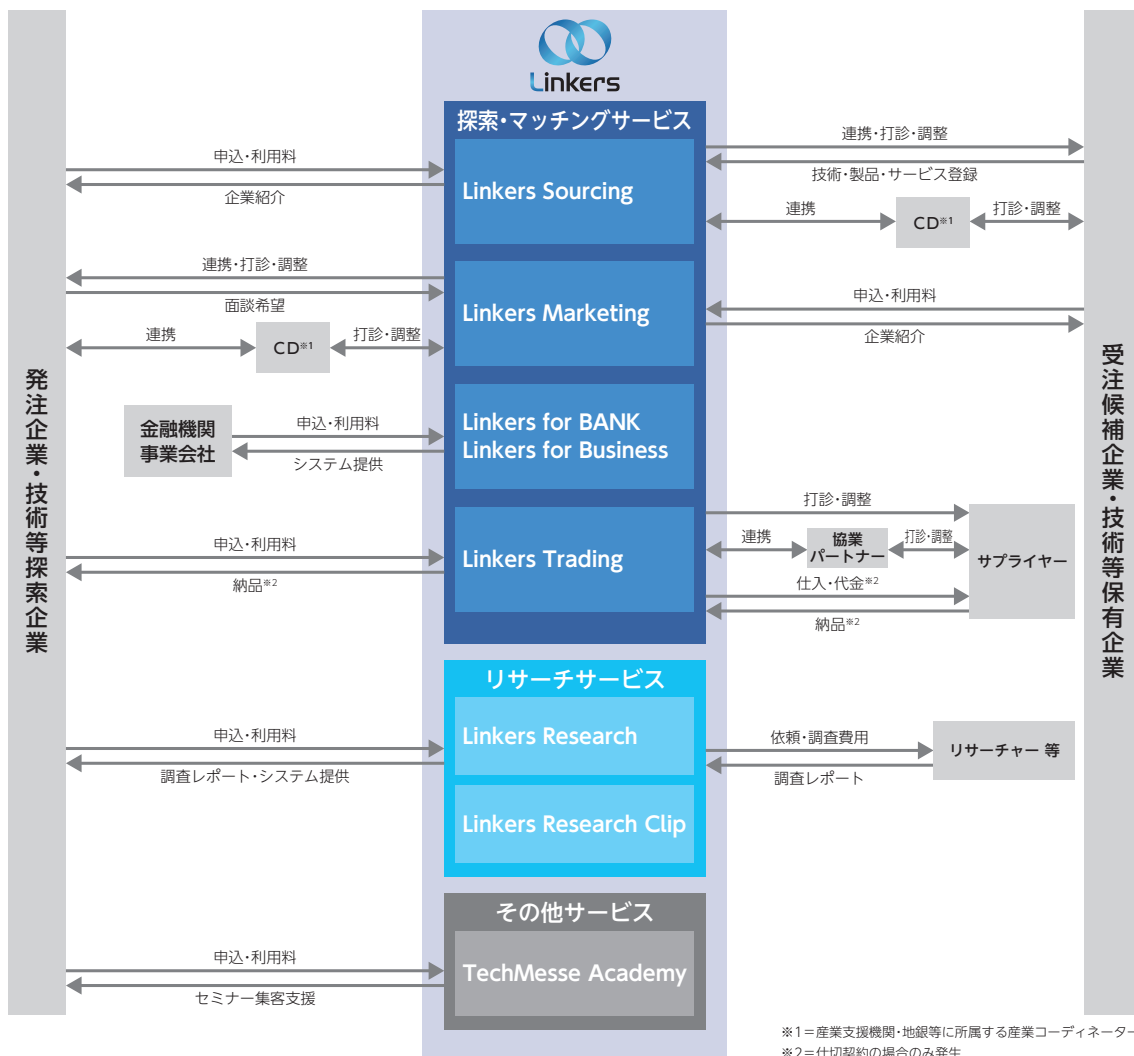 Linkers
探索・マッチングサービス
申込・利用料
企業紹介
Linkers Sourcing
連携・打診・調整
技術・製品・サービス登録
連携
CD※1
打診・調整
連携・打診・調整
面談希望
連携
CD※1
打診・調整
Linkers Marketing
申込・利用料
企業紹介
金融機関
事業会社
申込・利用料
システム提供
Linkers for BANK
Linkers for Business
申込・利用料
納品※2
Linkers Trading
打診・調整
連携
協業
パートナー
打診・調整
サプライヤー
仕入・代金※2
納品※2
発注企業・技術等探索企業
受注候補企業・技術等保有企業
リサーチサービス
申込・利用料
調査レポート・システム提供
Linkers Research
依頼・調査費用
調査レポート
リサーチャー 等
Linkers Research Clip
その他サービス
申込・利用料
セミナー集客支援
TechMesse Academy
※1=産業支援機関・地銀等に所属する産業コーディネーター
※2=仕切契約の場合のみ発生